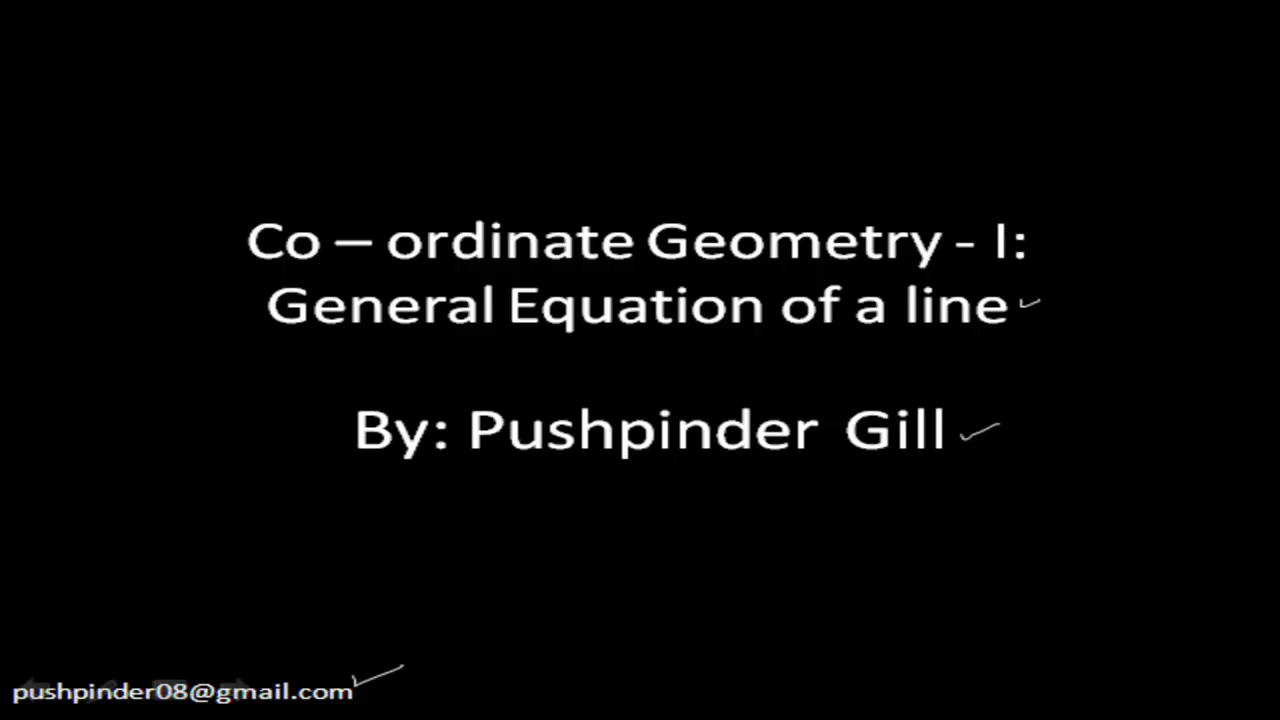 Co – ordinate Geometry - I:
General Equation of a line
By: Pushpinder Gill
pushpinder08@gmail.com